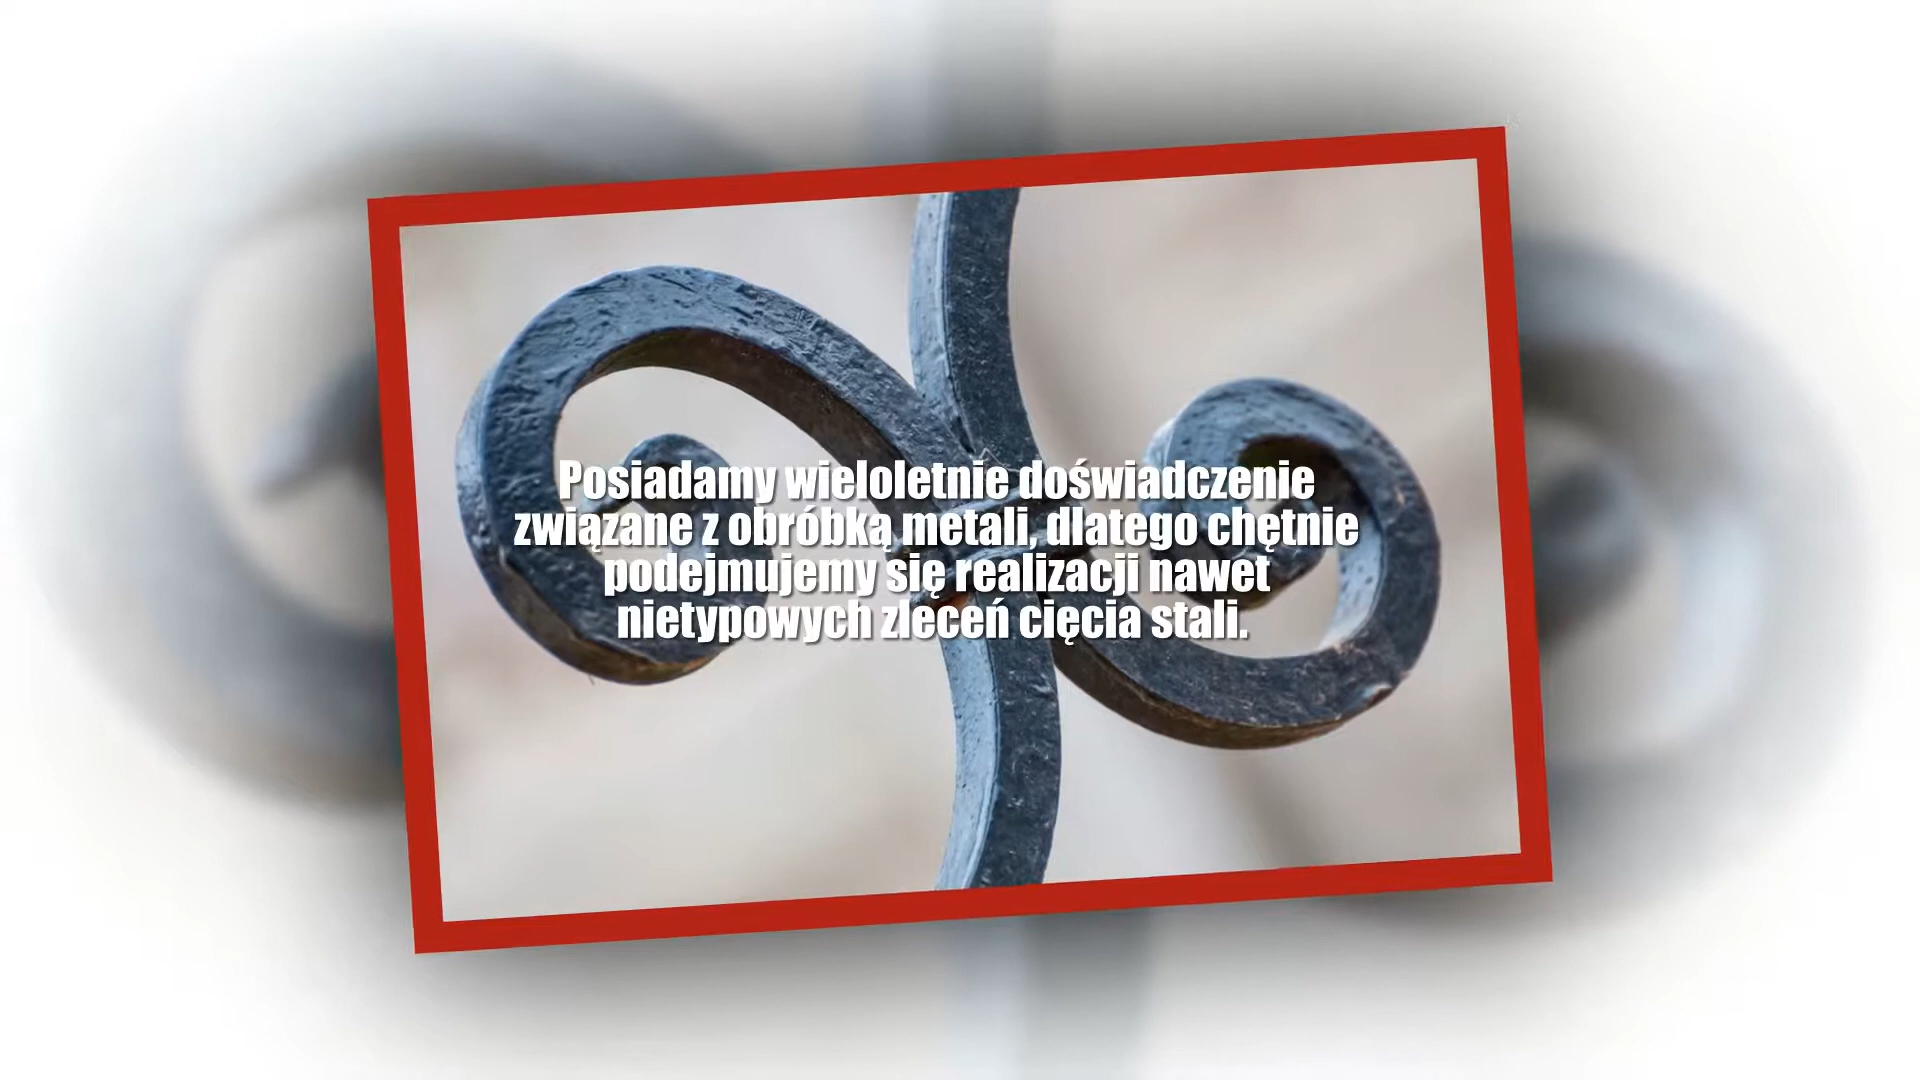 Posiadamy wieloletnie doświadczenie
związane z obróbką metali, dlatego chętnie
podejmujemy się realizacji nawet
nietypowych zleceń cięcia stali.